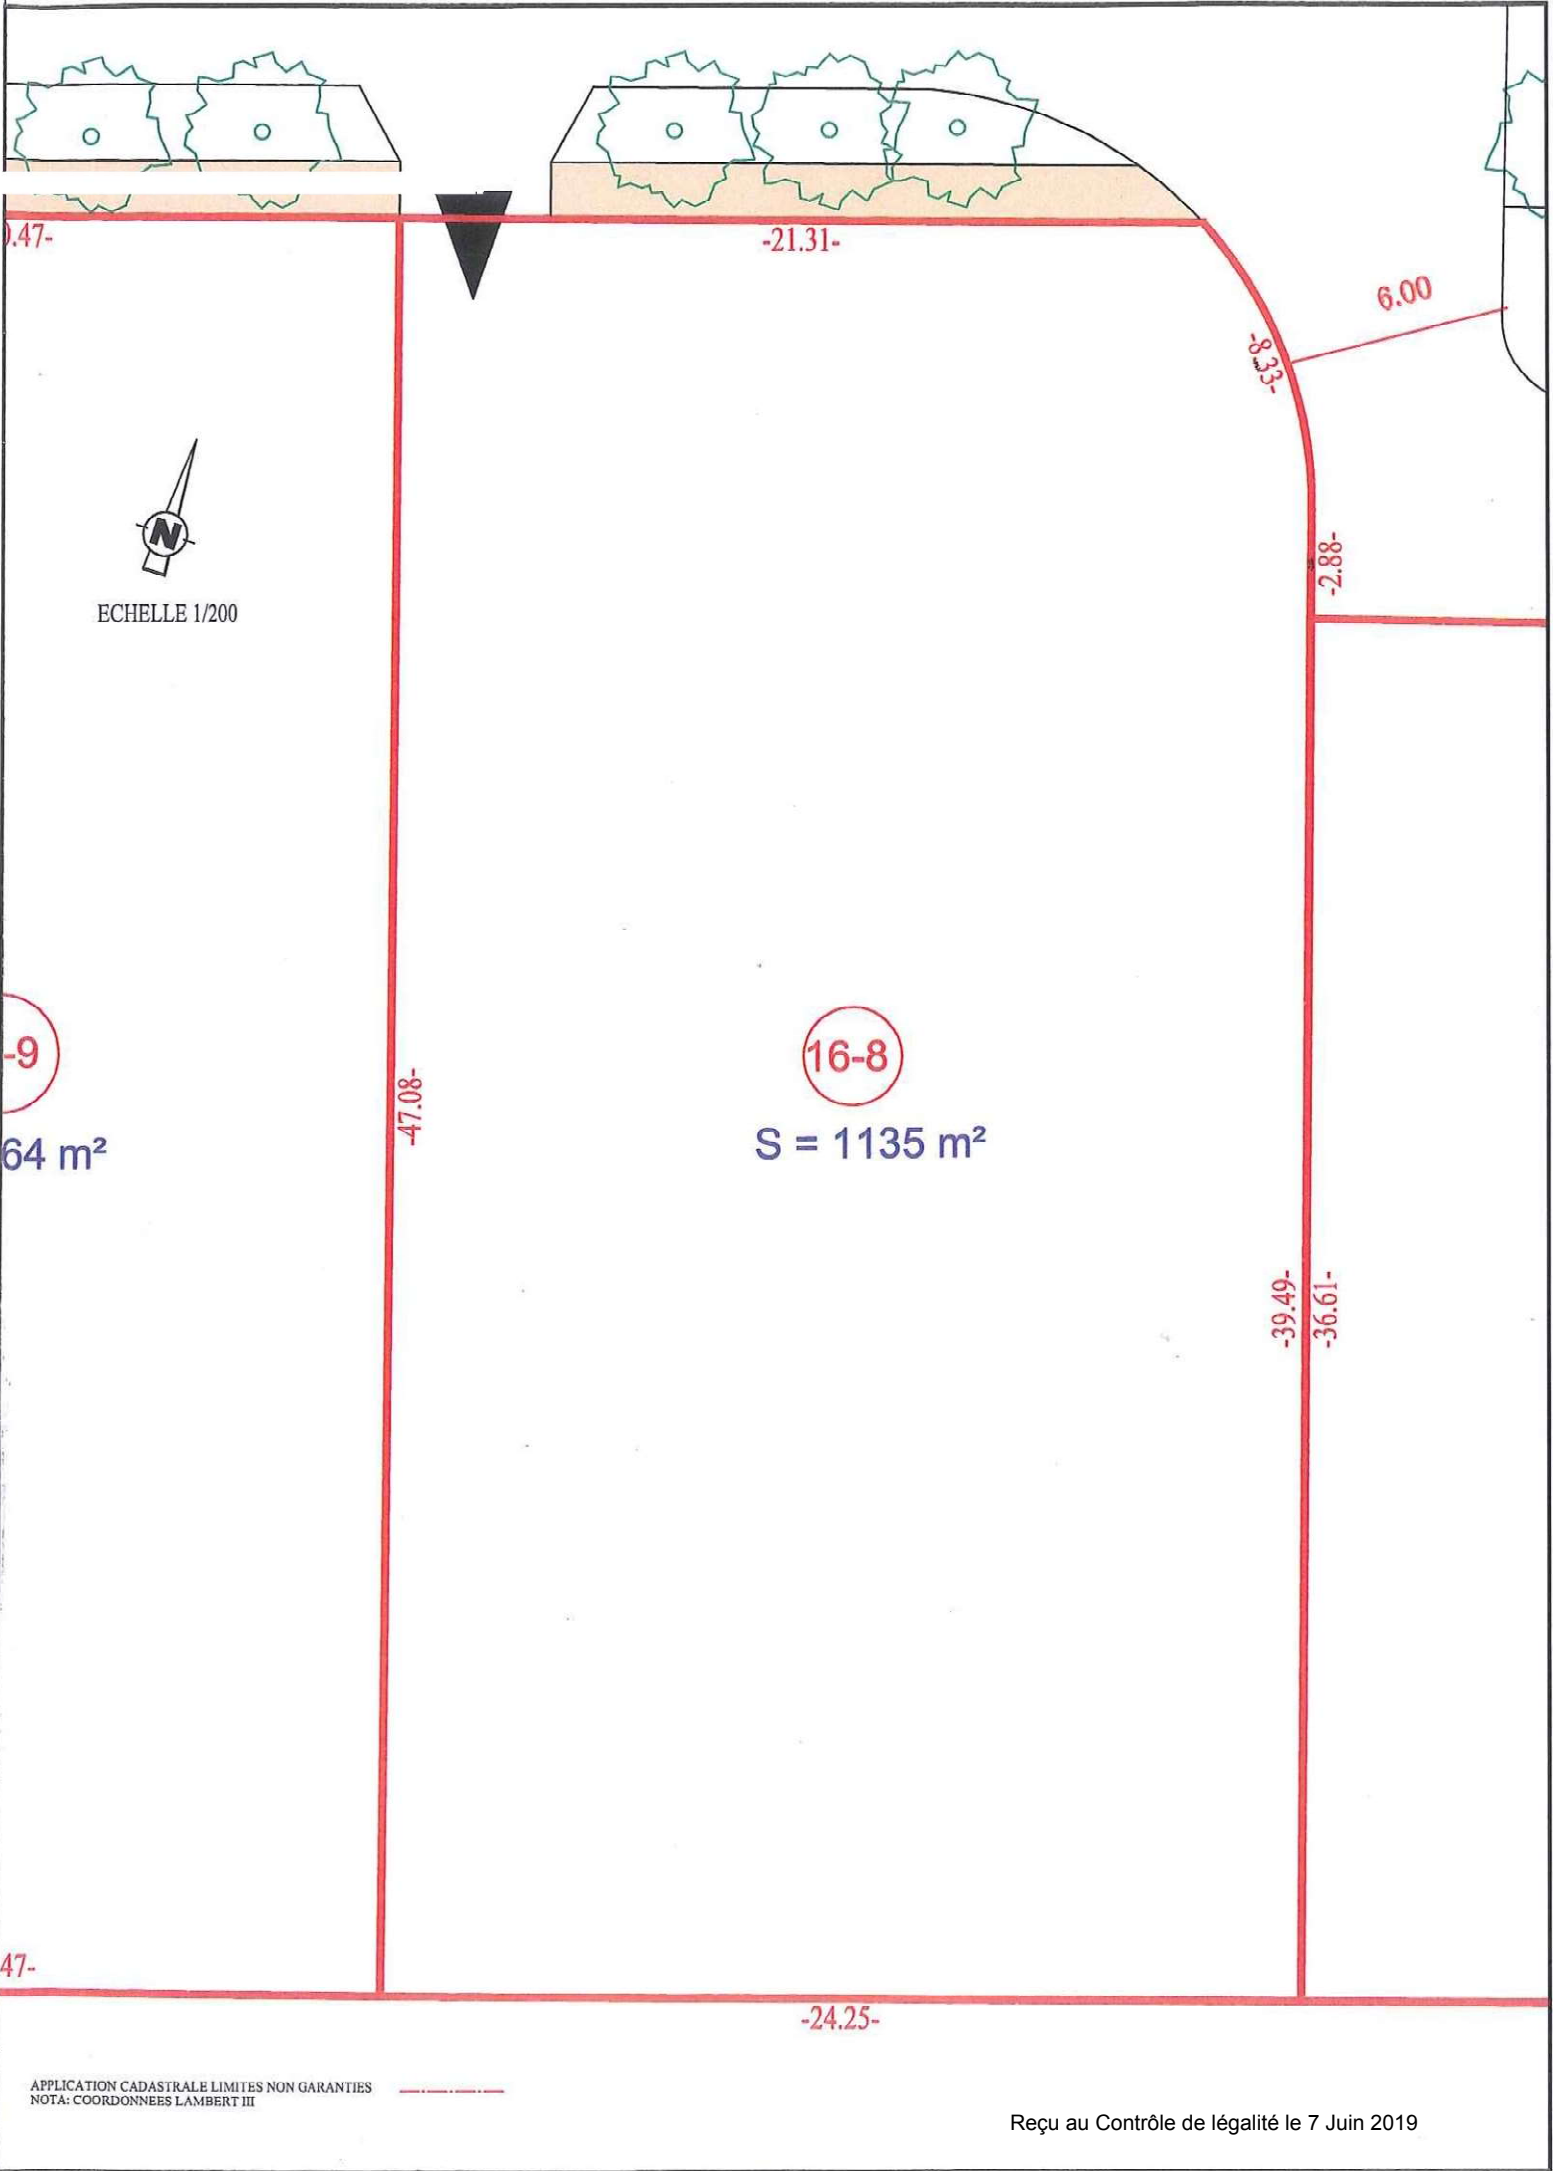 .47-
-21.31-
6.00
-8.33-
N
-2.88-
ECHELLE 1/200
-9
16-8
-47.08-
64 m²
S = 1135 m²
-39.49-
-36.61-
47-
-24.25-
APPLICATION CADASTRALE LIMITES NON GARANTIES
NOTA: COORDONNEES LAMBERT III
Reçu au Contrôle de légalité le 7 Juin 2019